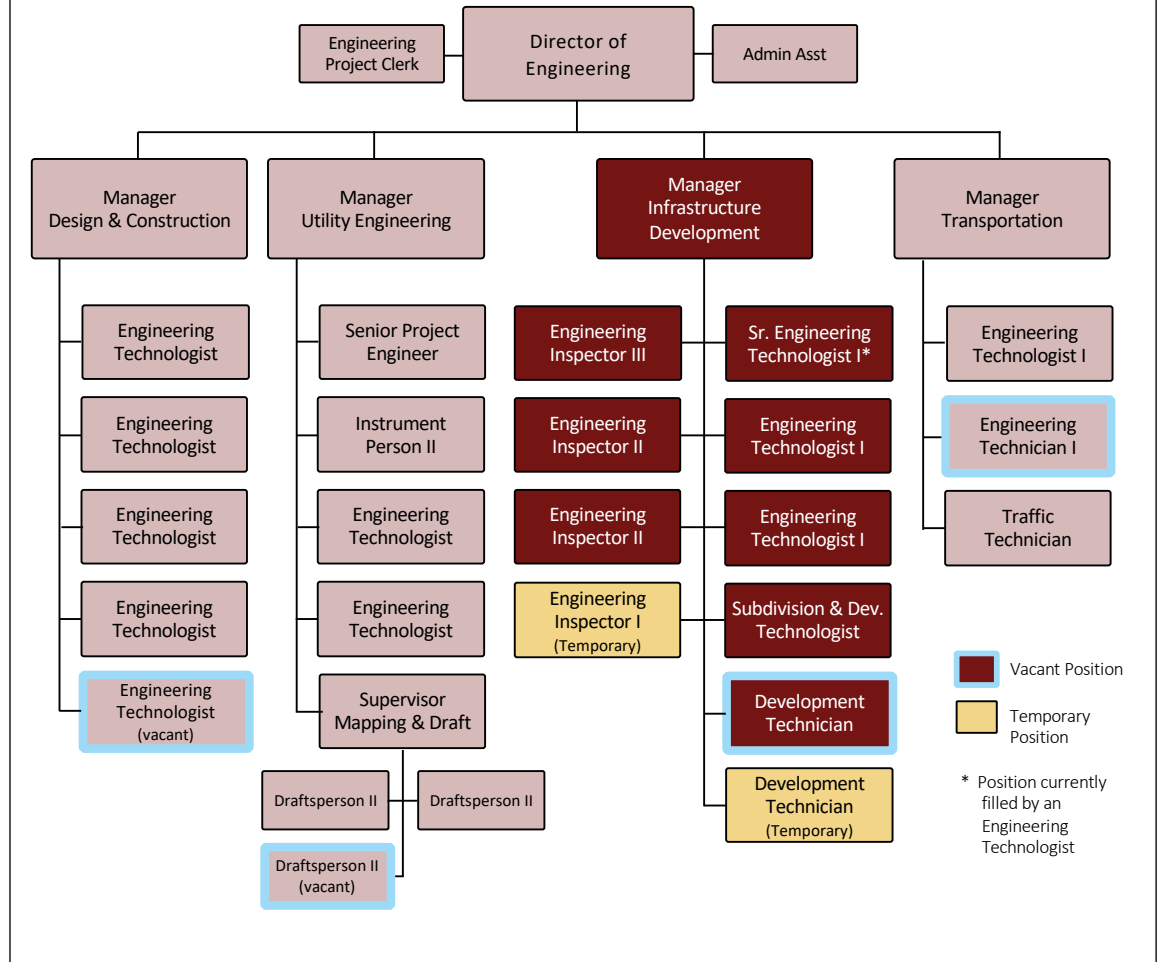 Engineering
Project Clerk
Director of
Engineering
Admin Asst
Manager
Design & Construction
Manager
Utility Engineering
Manager
Infrastructure
Development
Manager
Transportation
Engineering
Technologist
Engineering
Technologist
Engineering
Technologist
Engineering
Technologist
Engineering
Technologist
(vacant)
Senior Project
Engineer
Instrument
Person II
Engineering
Technologist
Engineering
Technologist
Supervisor
Mapping & Draft
Draftsperson II
Draftsperson II
Draftsperson II
(vacant)
Engineering
Inspector III
Engineering
Inspector II
Engineering
Inspector II
Engineering
Inspector I
(Temporary)
Sr. Engineering
Technologist I*
Engineering
Technologist I
Engineering
Technologist I
Subdivision & Dev.
Technologist
Development
Technician
Development
Technician
(Temporary)
Engineering
Technologist I
Engineering
Technician I
Traffic
Technician
Vacant Position
Temporary
Position
* Position currently
filled by an
Engineering
Technologist